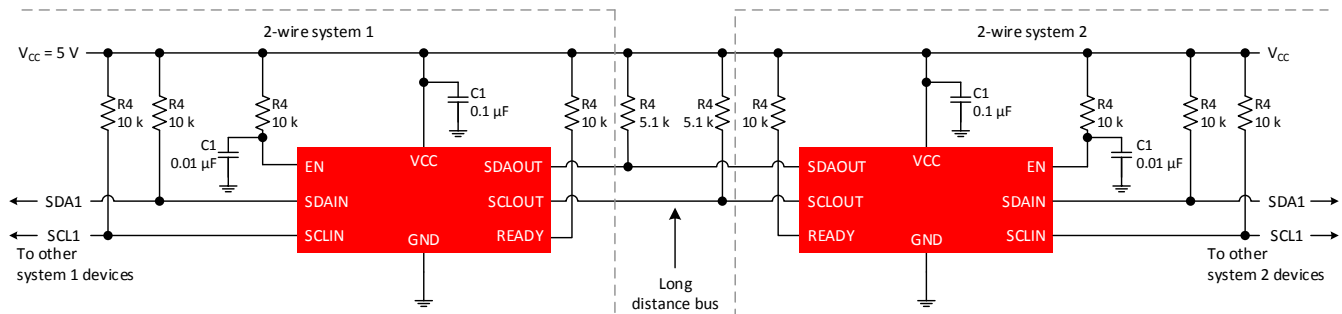 2-wire system 1
2-wire system 2
V_CC = 5 V
V_CC
R4
10 k
R4
10 k
R4
10 k
C1
0.1 µF
R4
10 k
R4
5.1 k
R4
5.1 k
R4
10 k
C1
0.1 µF
R4
10 k
R4
10 k
R4
10 k
C1
0.01 µF
C1
0.01 µF
EN
VCC
SDAOUT
SDAIN
SCLOUT
SCLIN
GND
READY
SDAOUT
VCC
EN
SCLOUT
SDAIN
READY
GND
SCLIN
SDA1
SCL1
To other
system 1 devices
Long
distance bus
SDA1
SCL1
To other
system 2 devices